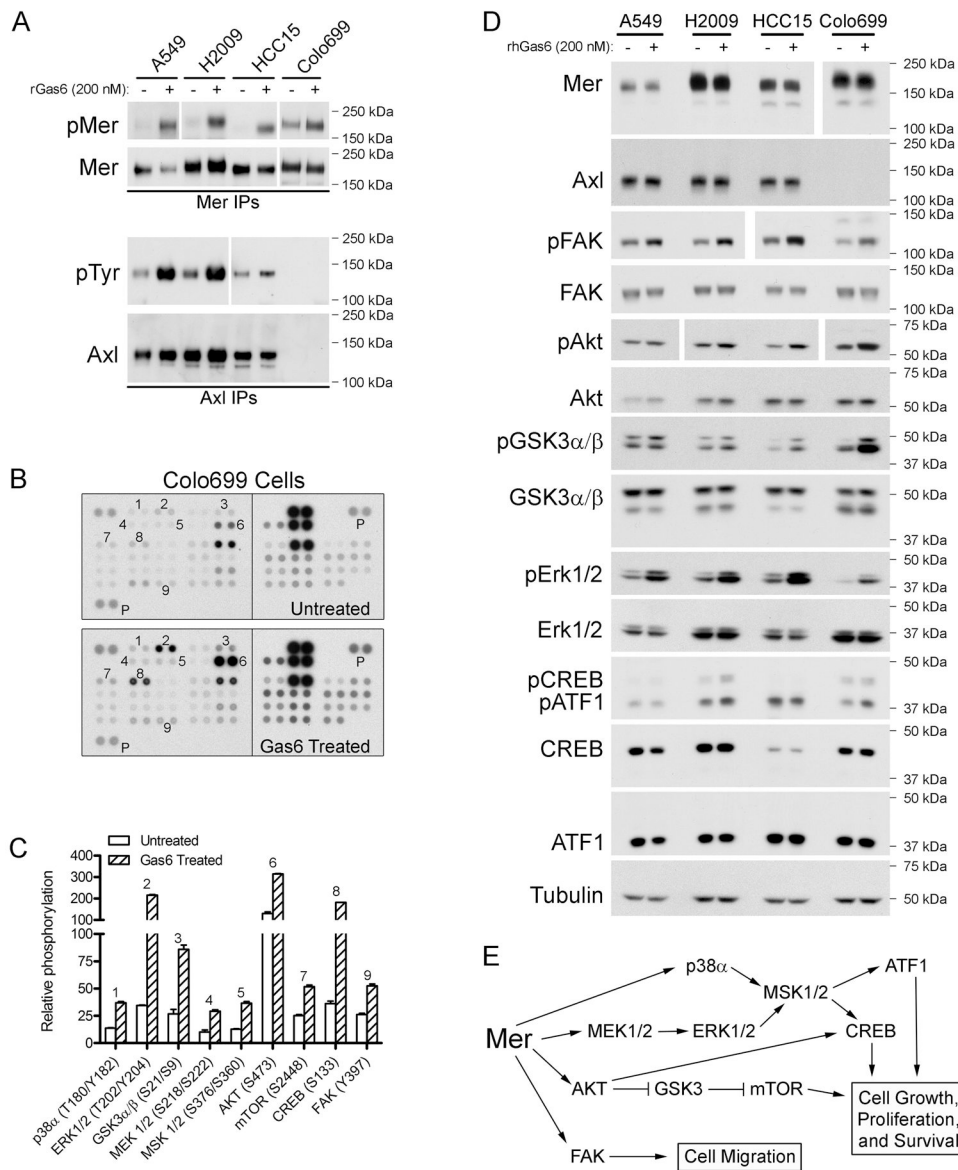 A
A549 H2009 HCC15 Colo699
rGas6 (200 nM): - + - + - + - +
pMer
250 kDa
150 kDa
Mer
250 kDa
150 kDa
Mer IPs
pTyr
250 kDa
150 kDa
100 kDa
Axl
250 kDa
150 kDa
100 kDa
Axl IPs
B
Colo699 Cells
1 2 3
4 5 6
7 8
9
P
P
Untreated
1 2 3
4 5 6
7 8
9
P
P
Gas6 Treated
C
Untreated
Gas6 Treated
Relative phosphorylation
400
300
200
100
75
50
25
0
1 2 3 4 5 6 7 8 9
p38α (T180/Y182)
ERK1/2 (T202/Y204)
GSK3α/β (S21/S9)
MEK 1/2 (S218/S222)
MSK 1/2 (S376/S360)
AKT (S473)
mTOR (S2448)
CREB (S133)
FAK (Y397)
D
A549 H2009 HCC15 Colo699
rhGas6 (200 nM): - + - + - + - +
Mer
250 kDa
150 kDa
100 kDa
Axl
250 kDa
150 kDa
100 kDa
pFAK
150 kDa
100 kDa
FAK
150 kDa
100 kDa
pAkt
75 kDa
50 kDa
Akt
75 kDa
50 kDa
pGSK3α/β
50 kDa
37 kDa
GSK3α/β
50 kDa
37 kDa
pErk1/2
50 kDa
37 kDa
Erk1/2
50 kDa
37 kDa
pCREB
pATF1
50 kDa
37 kDa
CREB
50 kDa
37 kDa
ATF1
50 kDa
37 kDa
Tubulin
75 kDa
50 kDa
E
p38α ATF1
MSK1/2
Mer MEK1/2 ERK1/2 CREB
AKT GSK3 mTOR
Cell Growth,
Proliferation,
and Survival
FAK Cell Migration